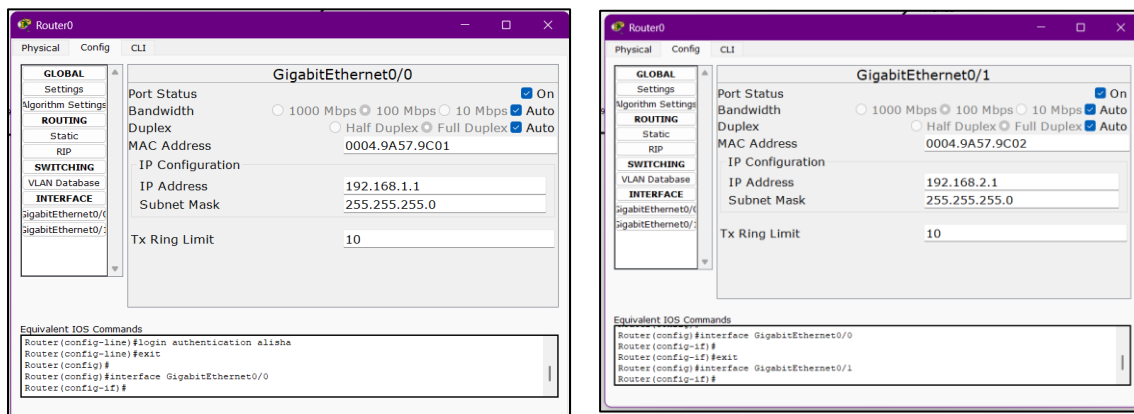 Router0
Physical Config CLI
GLOBAL
Settings
Algorithm Settings
ROUTING
Static
RIP
SWITCHING
VLAN Database
INTERFACE
GigabitEthernet0/0
Port Status On
Bandwidth 1000 Mbps 100 Mbps 10 Mbps Auto
Duplex Half Duplex Full Duplex Auto
MAC Address 0004.9A57.9C01
IP Configuration
IP Address 192.168.1.1
Subnet Mask 255.255.255.0
Tx Ring Limit 10
Equivalent IOS Commands
Router(config-line)#login authentication alisha
Router(config-line)#exit
Router(config)#
Router(config)#interface GigabitEthernet0/0
Router(config-if)#
Router0
Physical Config CLI
GLOBAL
Settings
Algorithm Settings
ROUTING
Static
RIP
SWITCHING
VLAN Database
INTERFACE
GigabitEthernet0/1
Port Status On
Bandwidth 1000 Mbps 100 Mbps 10 Mbps Auto
Duplex Half Duplex Full Duplex Auto
MAC Address 0004.9A57.9C02
IP Configuration
IP Address 192.168.2.1
Subnet Mask 255.255.255.0
Tx Ring Limit 10
Equivalent IOS Commands
Router(config)#interface GigabitEthernet0/0
Router(config-if)#
Router(config-if)#exit
Router(config)#interface GigabitEthernet0/1
Router(config-if)#